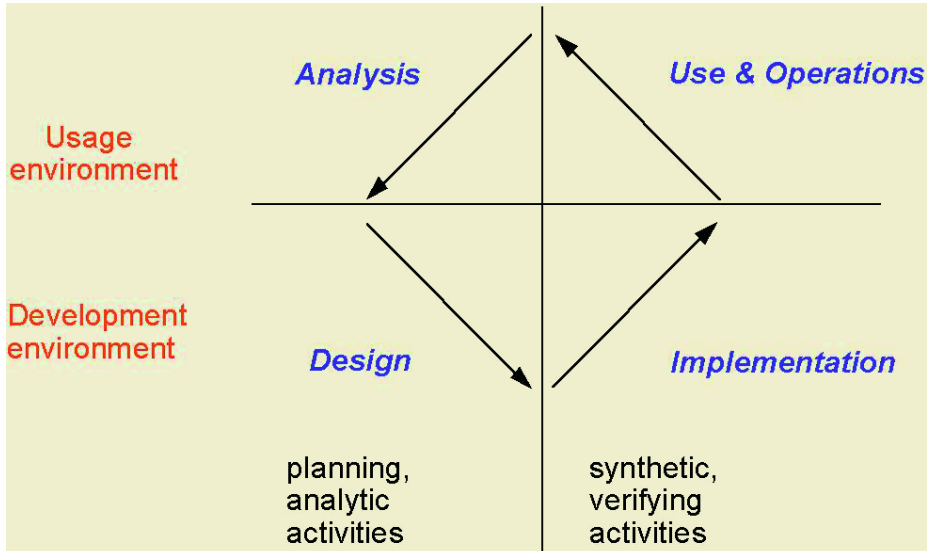 Analysis
Use & Operations
Usage
environment
Development
environment
Design
Implementation
planning,
analytic
activities
synthetic,
verifying
activities